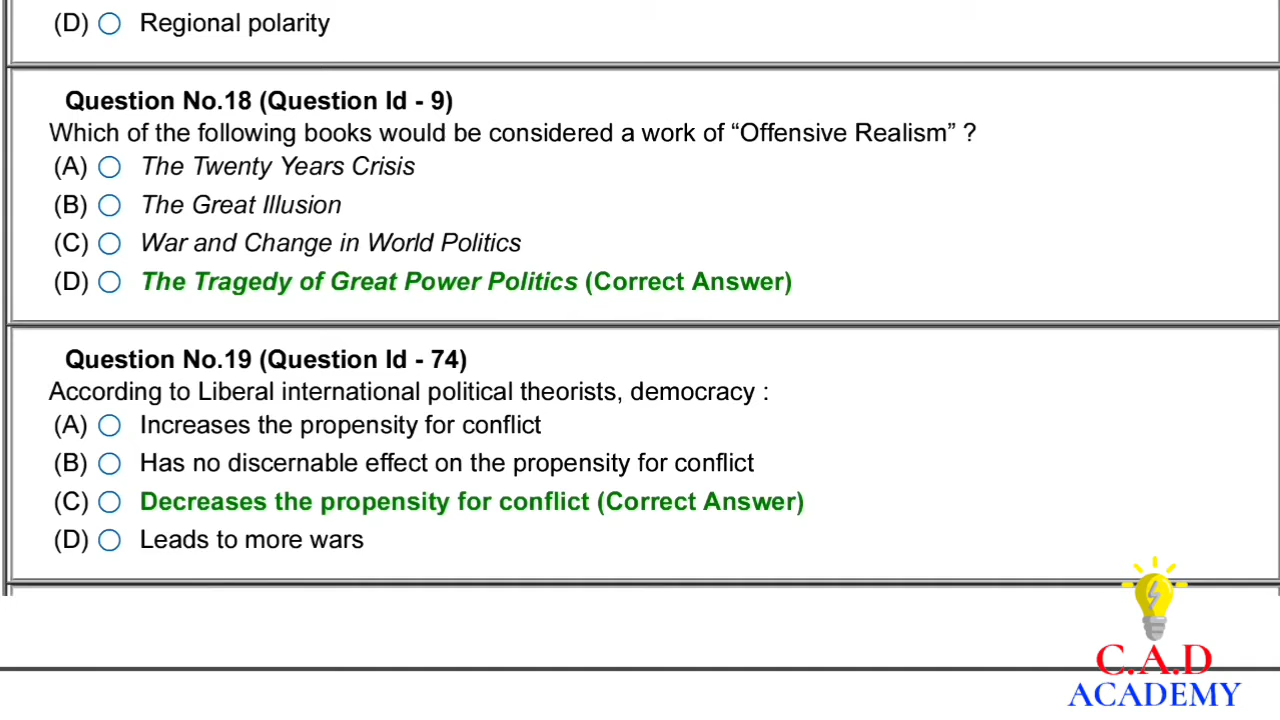 (D) Regional polarity
Question No.18 (Question Id - 9)
Which of the following books would be considered a work of “Offensive Realism” ?
(A) The Twenty Years Crisis
(B) The Great Illusion
(C) War and Change in World Politics
(D) The Tragedy of Great Power Politics (Correct Answer)
Question No.19 (Question Id - 74)
According to Liberal international political theorists, democracy :
(A) Increases the propensity for conflict
(B) Has no discernable effect on the propensity for conflict
(C) Decreases the propensity for conflict (Correct Answer)
(D) Leads to more wars
C.A.D
ACADEMY